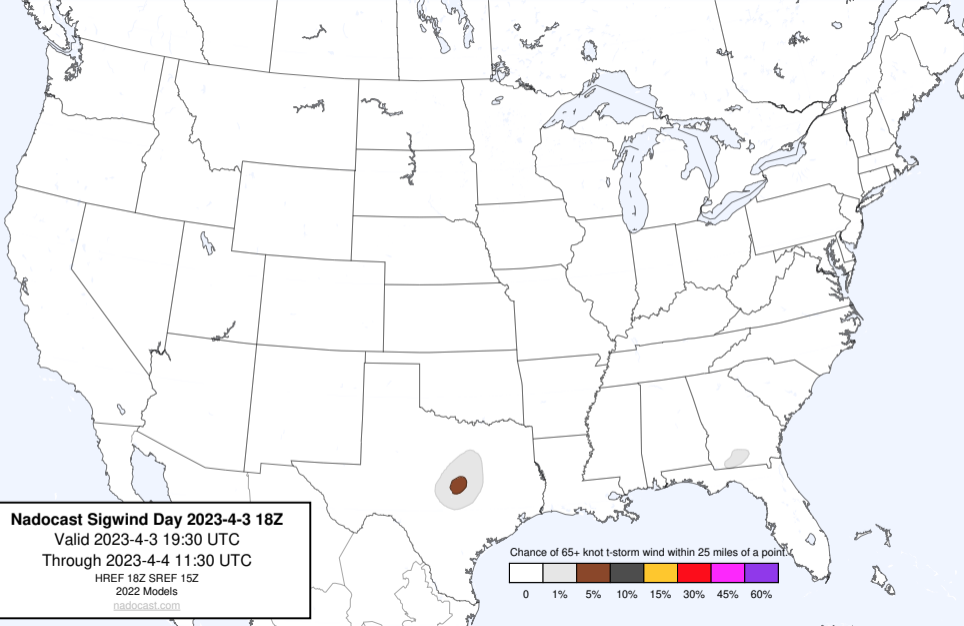 Nadocast Sigwind Day 2023-4-3 18Z
Valid 2023-4-3 19:30 UTC
Through 2023-4-4 11:30 UTC
HREF 18Z SREF 15Z
2022 Models
nadocast.com
Chance of 65+ knot t-storm wind within 25 miles of a point.
0 1% 5% 10% 15% 30% 45% 60%